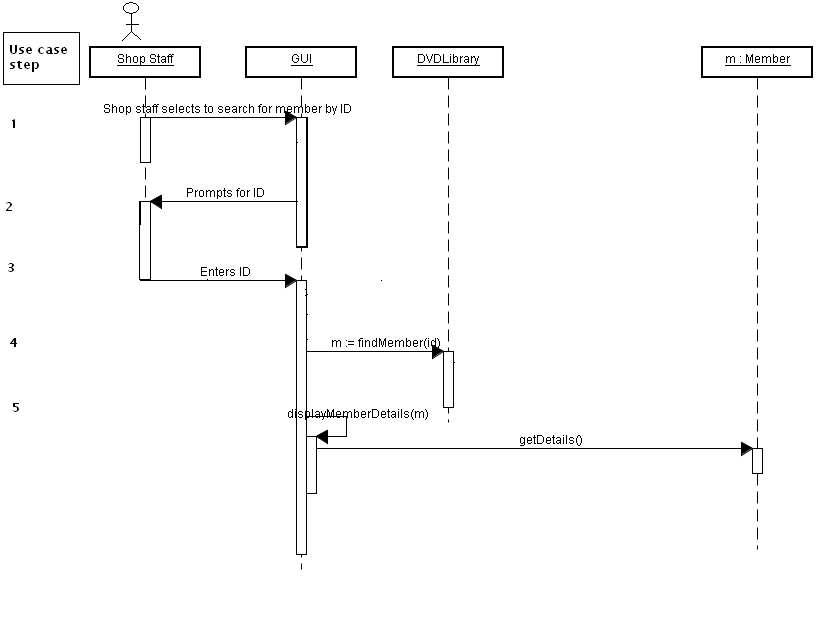 Use case
step
Shop Staff
GUI
DVDLibrary
m : Member
Shop staff selects to search for member by ID
1
Prompts for ID
2
3
Enters ID
4
m := findMember(id)
5
displayMemberDetails(m)
getDetails()